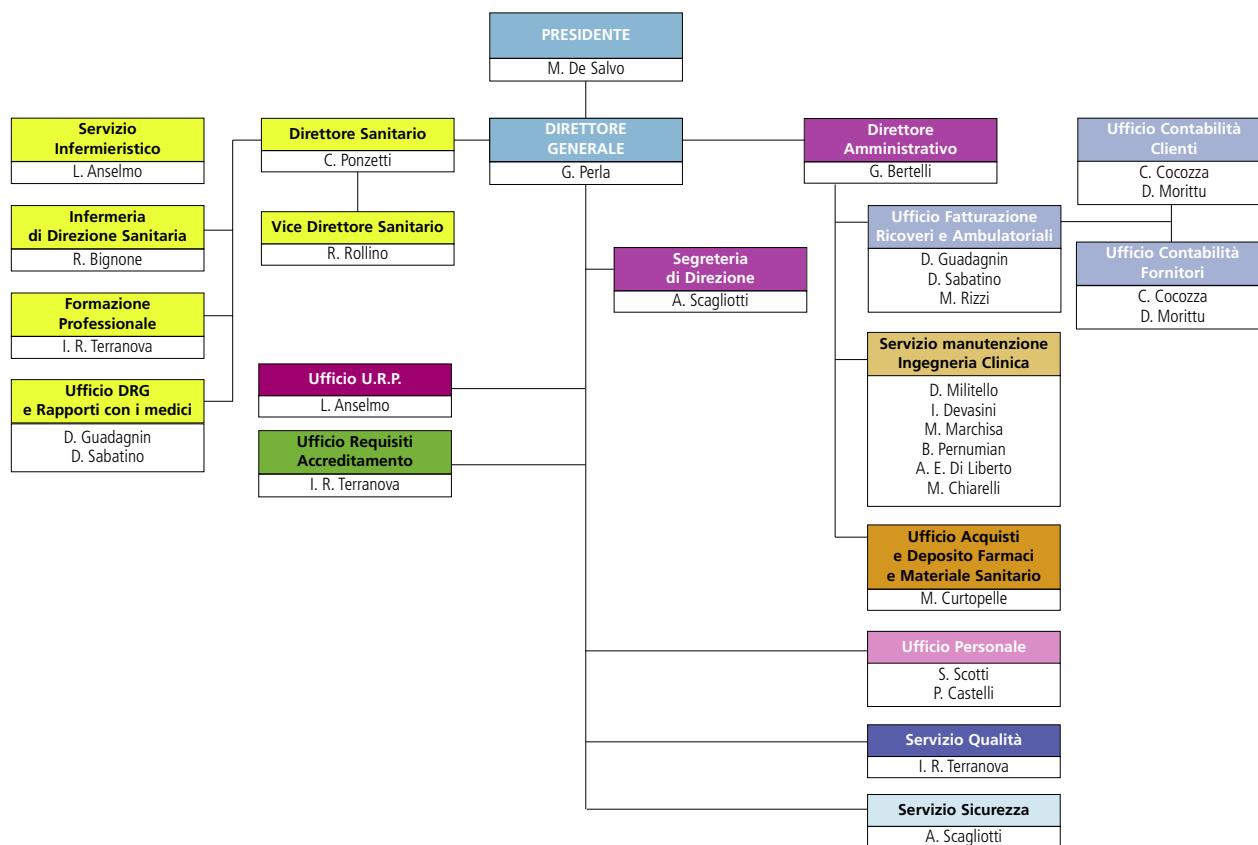 PRESIDENTE
M. De Salvo
Servizio
Infermieristico
L. Anselmo
Direttore Sanitario
C. Ponzetti
DIRETTORE
GENERALE
G. Perla
Direttore
Amministrativo
G. Bertelli
Ufficio Contabilità
Clienti
C. Cocozza
D. Morittu
Infermeria
di Direzione Sanitaria
R. Bignone
Vice Direttore Sanitario
R. Rollino
Ufficio Fatturazione
Ricoveri e Ambulatoriali
D. Guadagnin
D. Sabatino
M. Rizzi
Segreteria
di Direzione
A. Scagliotti
Ufficio Contabilità
Fornitori
C. Cocozza
D. Morittu
Formazione
Professionale
I. R. Terranova
Servizio manutenzione
Ingegneria Clinica
D. Militello
I. Devasini
M. Marchisa
B. Pernumian
A. E. Di Liberto
M. Chiarelli
Ufficio DRG
e Rapporti con i medici
D. Guadagnin
D. Sabatino
Ufficio U.R.P.
L. Anselmo
Ufficio Requisiti
Accreditamento
I. R. Terranova
Ufficio Acquisti
e Deposito Farmaci
e Materiale Sanitario
M. Curtopelle
Ufficio Personale
S. Scotti
P. Castelli
Servizio Qualità
I. R. Terranova
Servizio Sicurezza
A. Scagliotti